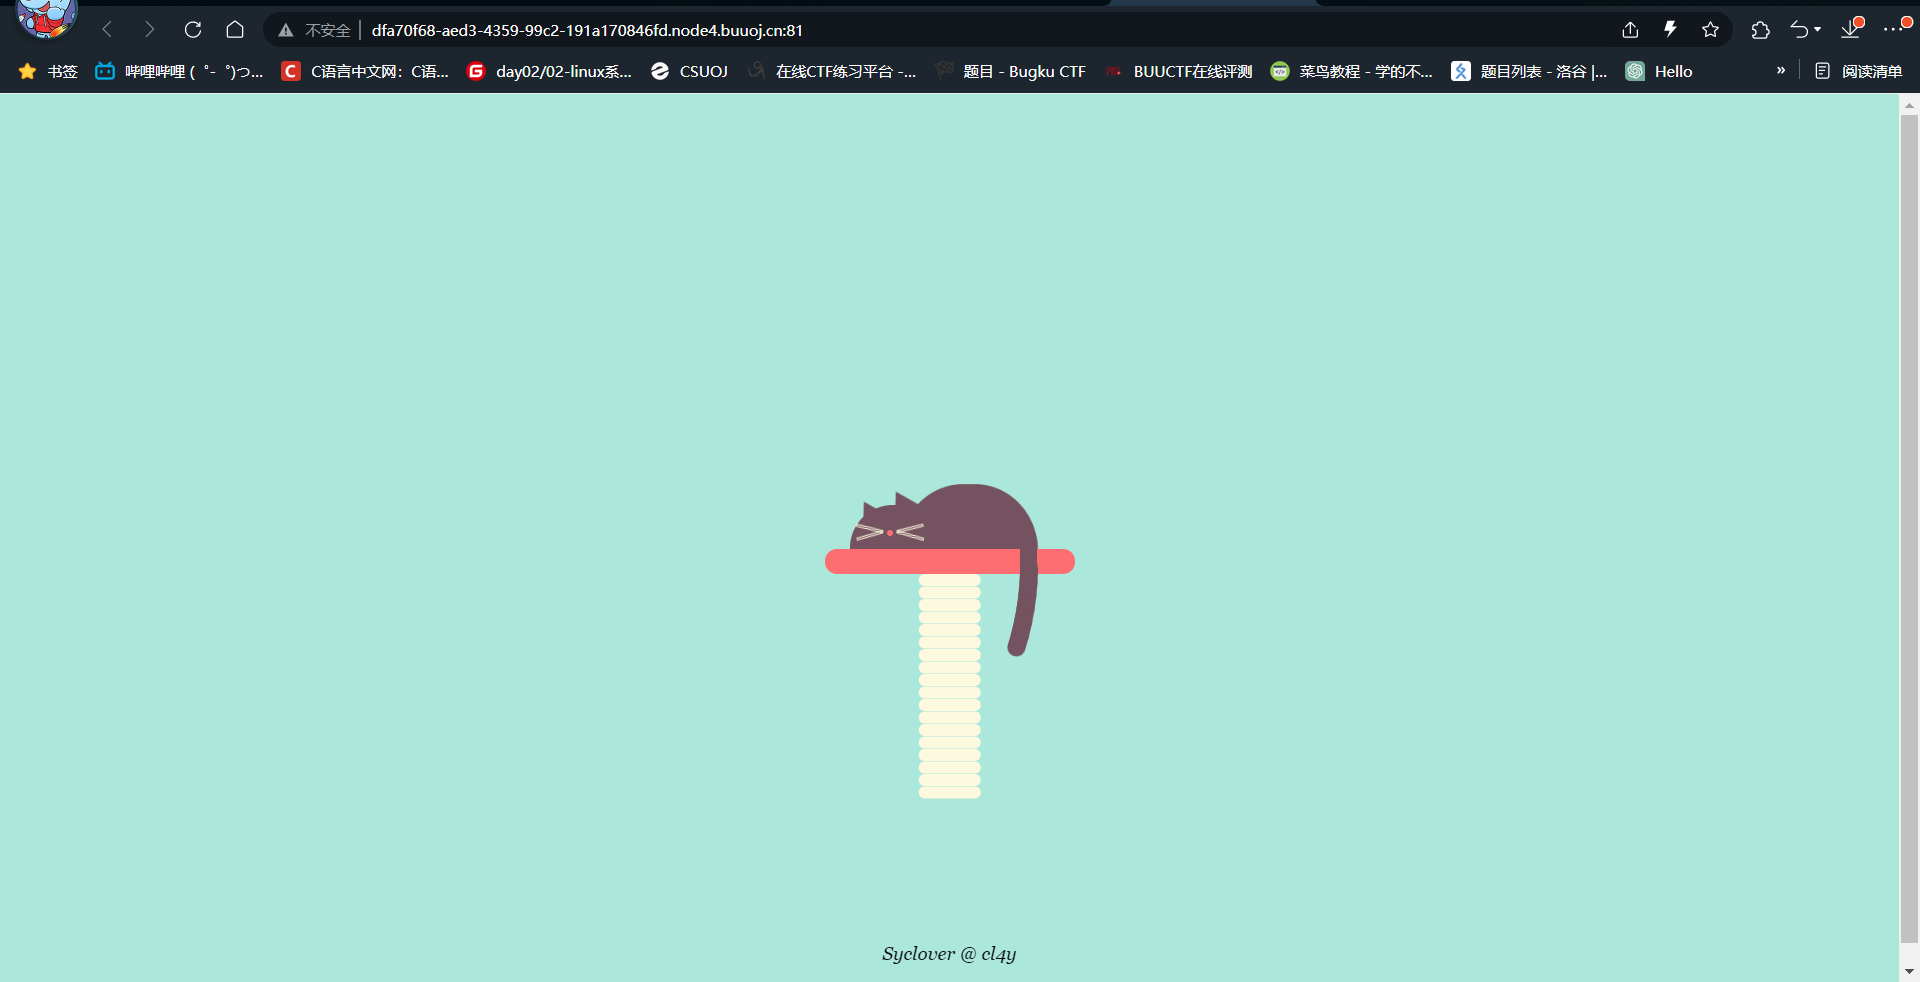 不安全 dfa70f68-aed3-4359-99c2-191a170846fd.node4.buuoj.cn:81
书签 哔哩哔哩 (゜-゜)つ... C语言中文网：C语... day02/02-linux系... CSUOJ 在线CTF练习平台 -... 题目 - Bugku CTF BUUCTF在线评测 菜鸟教程 - 学的不... 题目列表 - 洛谷 |... Hello » 阅读清单
Syclover @ cl4y